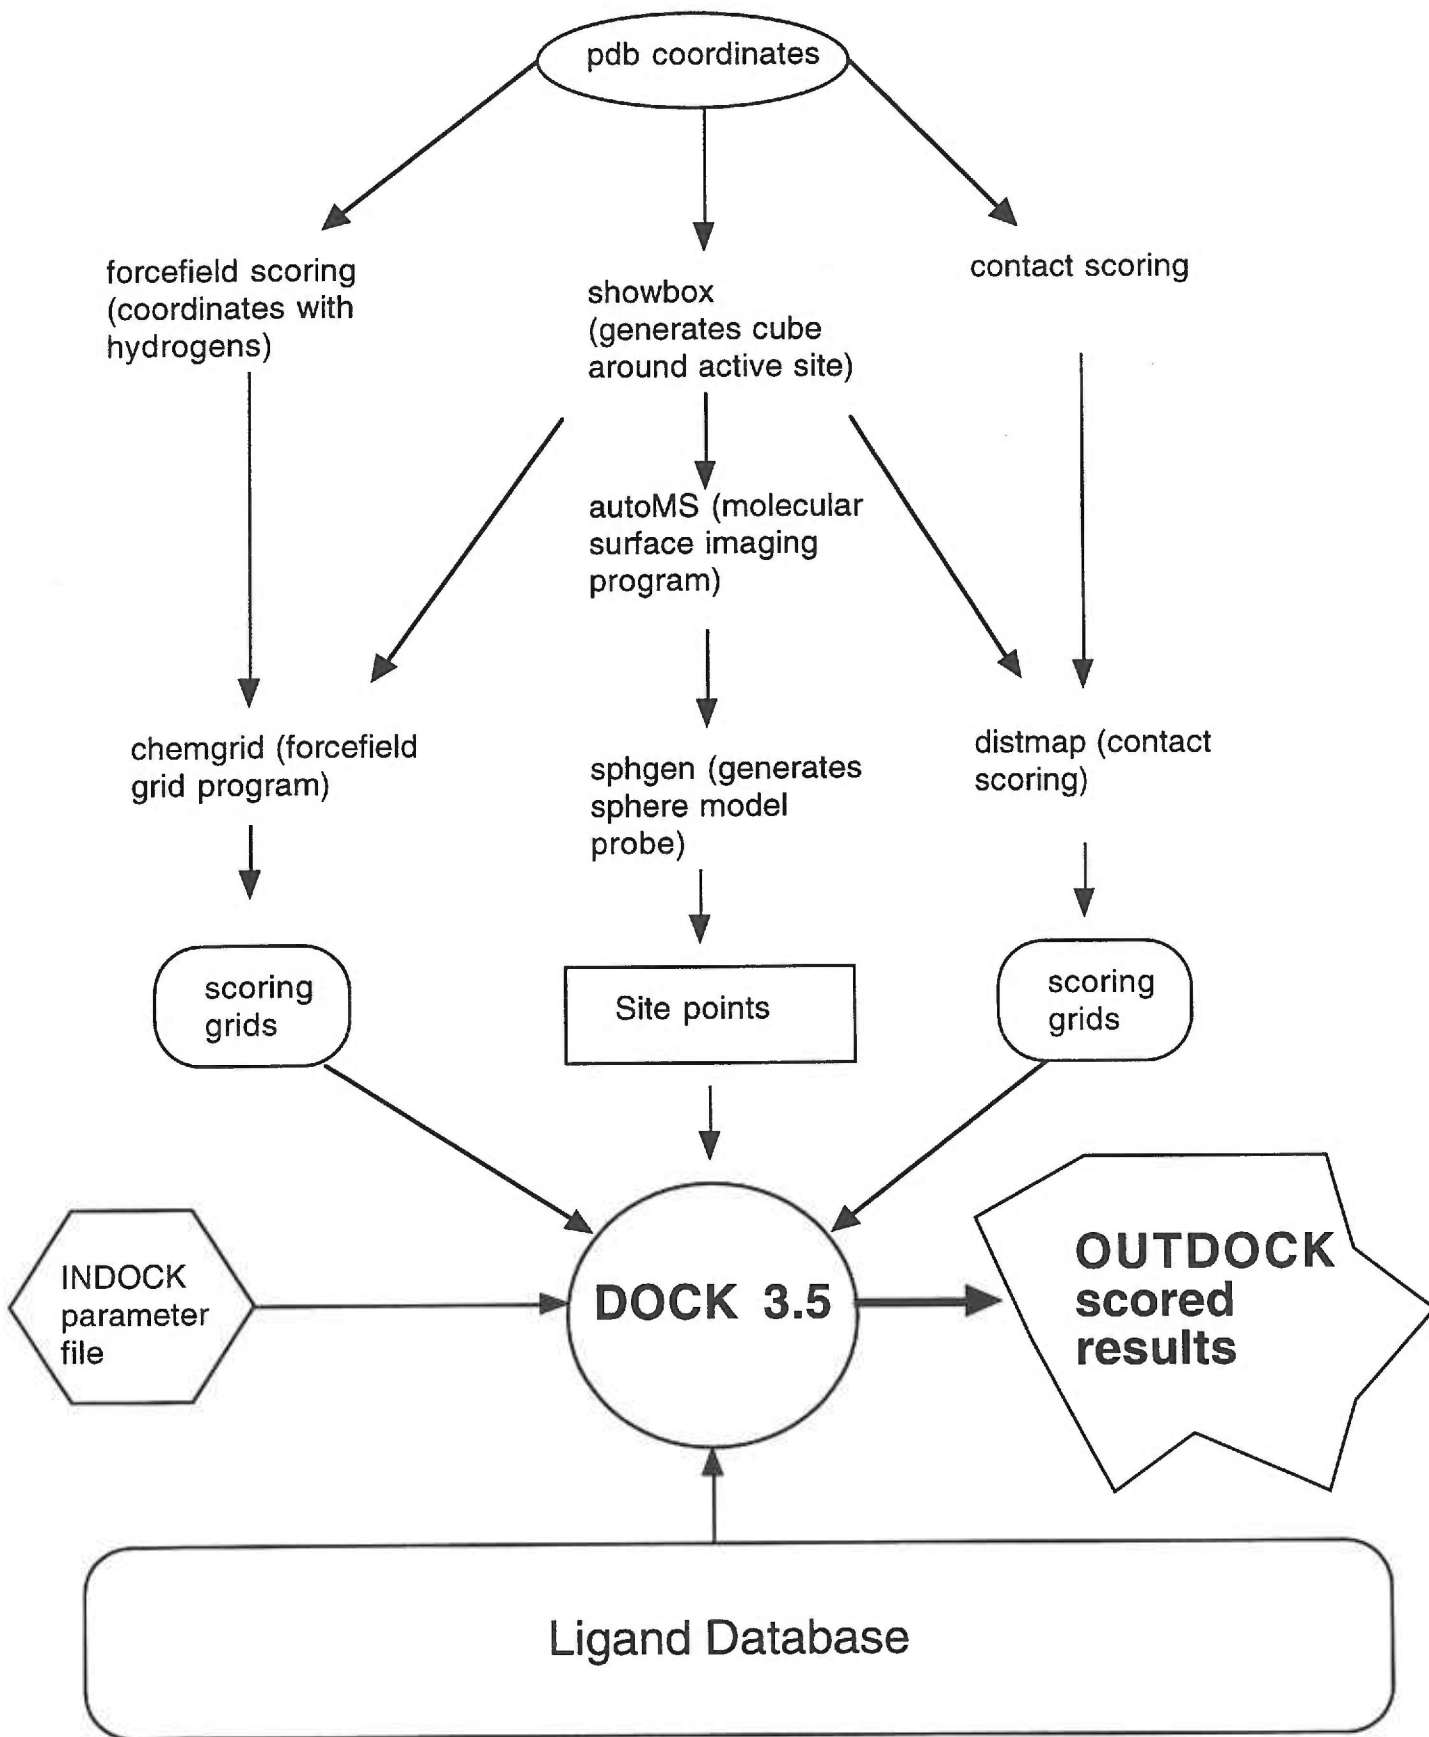 pdb coordinates
forcefield scoring
(coordinates with
hydrogens)
showbox
(generates cube
around active site)
contact scoring
autoMS (molecular
surface imaging
program)
chemgrid (forcefield
grid program)
sphgen (generates
sphere model
probe)
distmap (contact
scoring)
scoring
grids
Site points
scoring
grids
INDOCK
parameter
file
DOCK 3.5
OUTDOCK
scored
results
Ligand Database